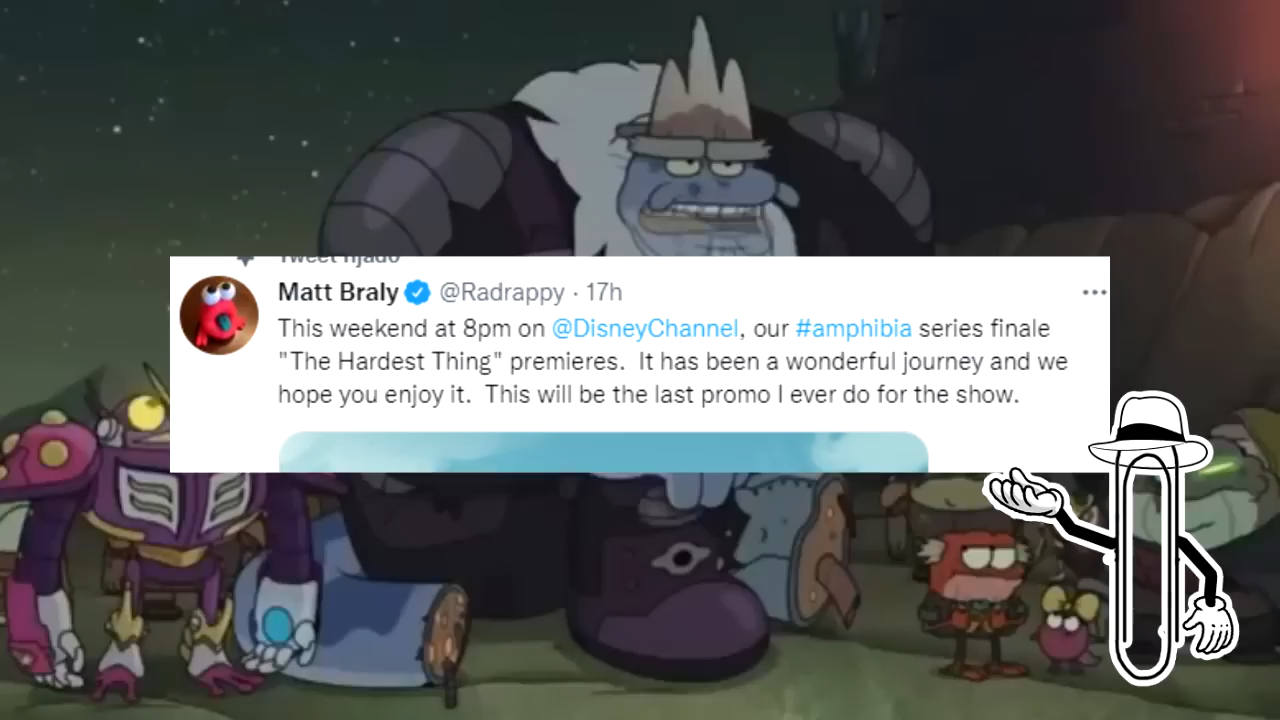 Tweet fijado
Matt Braly @Radrappy · 17h
This weekend at 8pm on @DisneyChannel, our #amphibia series finale
"The Hardest Thing" premieres.  It has been a wonderful journey and we
hope you enjoy it.  This will be the last promo I ever do for the show.